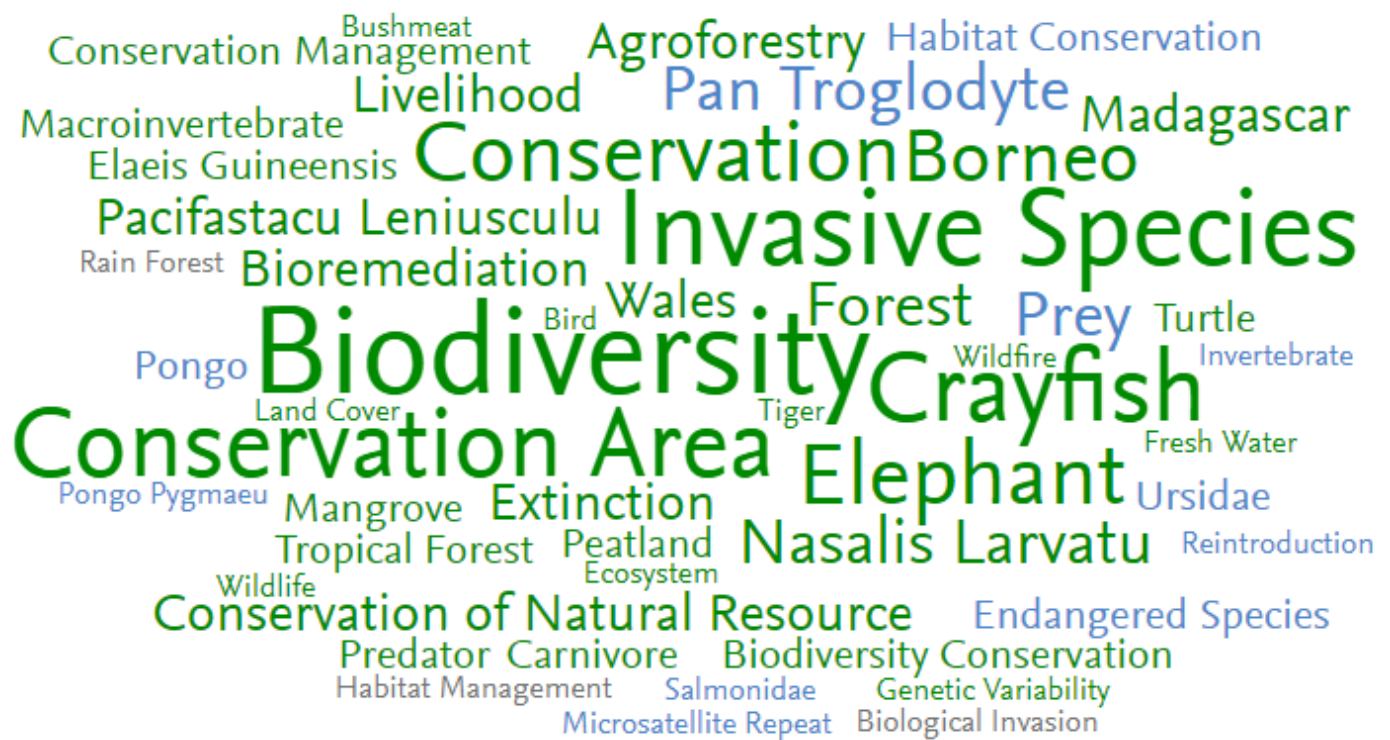 Bushmeat
Conservation Management
Agroforestry
Habitat Conservation
Livelihood
Pan Troglodyte
Madagascar
Macroinvertebrate
Conservation
Borneo
Elaeis Guineensis
Pacifastacu Leniusculu
Invasive Species
Rain Forest
Bioremediation
Wales
Forest
Prey
Turtle
Bird
Biodiversity
Pongo
Crayfish
Wildfire
Invertebrate
Land Cover
Tiger
Conservation Area
Elephant
Fresh Water
Pongo Pygmaeu
Mangrove
Extinction
Ursidae
Tropical Forest
Peatland
Nasalis Larvatu
Reintroduction
Ecosystem
Wildlife
Conservation of Natural Resource
Endangered Species
Predator
Carnivore
Biodiversity Conservation
Habitat Management
Salmonidae
Genetic Variability
Microsatellite Repeat
Biological Invasion